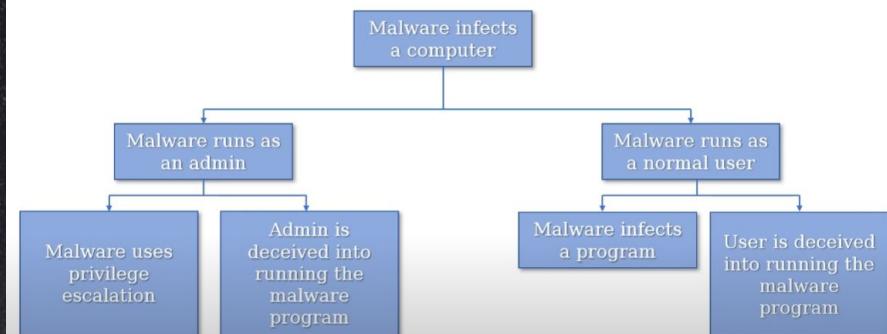 Malware infects
a computer
Malware runs as
an admin
Malware runs as
a normal user
Malware uses
privilege
escalation
Admin is
deceived into
running the
malware
program
Malware infects
a program
User is deceived
into running the
malware
program